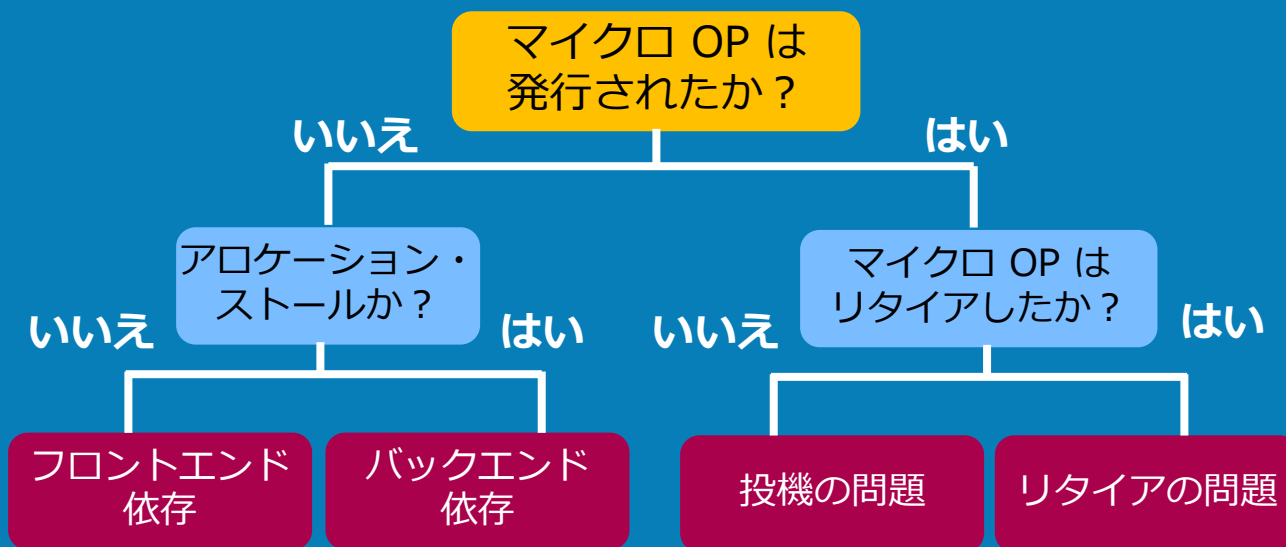 マイクロ OP は
発行されたか？
いいえ
はい
アロケーション・
ストールか？
マイクロ OP は
リタイアしたか？
いいえ
はい
いいえ
はい
フロントエンド
依存
バックエンド
依存
投機の問題
リタイアの問題